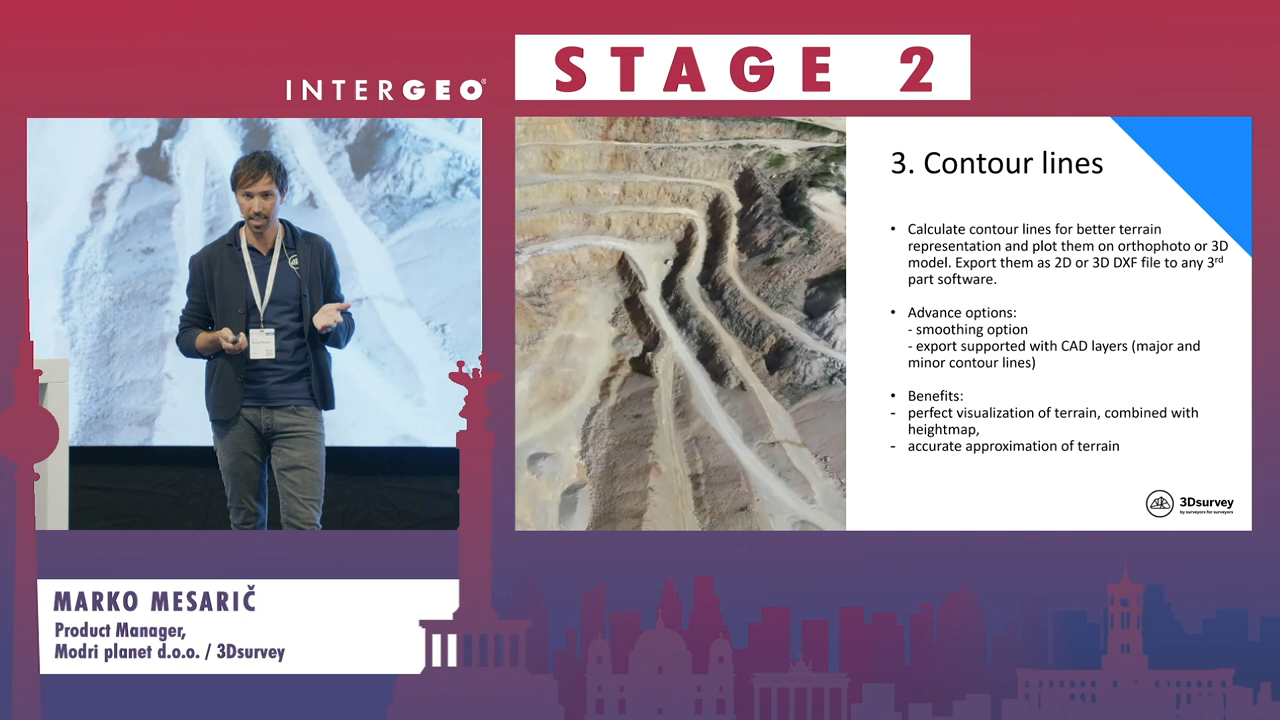 INTERGEO®
STAGE 2
3. Contour lines
• Calculate contour lines for better terrain
representation and plot them on orthophoto or 3D
model. Export them as 2D or 3D DXF file to any 3rd
part software.
• Advance options:
- smoothing option
- export supported with CAD layers (major and
minor contour lines)
• Benefits:
- perfect visualization of terrain, combined with
heightmap,
- accurate approximation of terrain
3Dsurvey
by surveyors for surveyors
MARKO MESARIČ
Product Manager,
Modri planet d.o.o. / 3Dsurvey